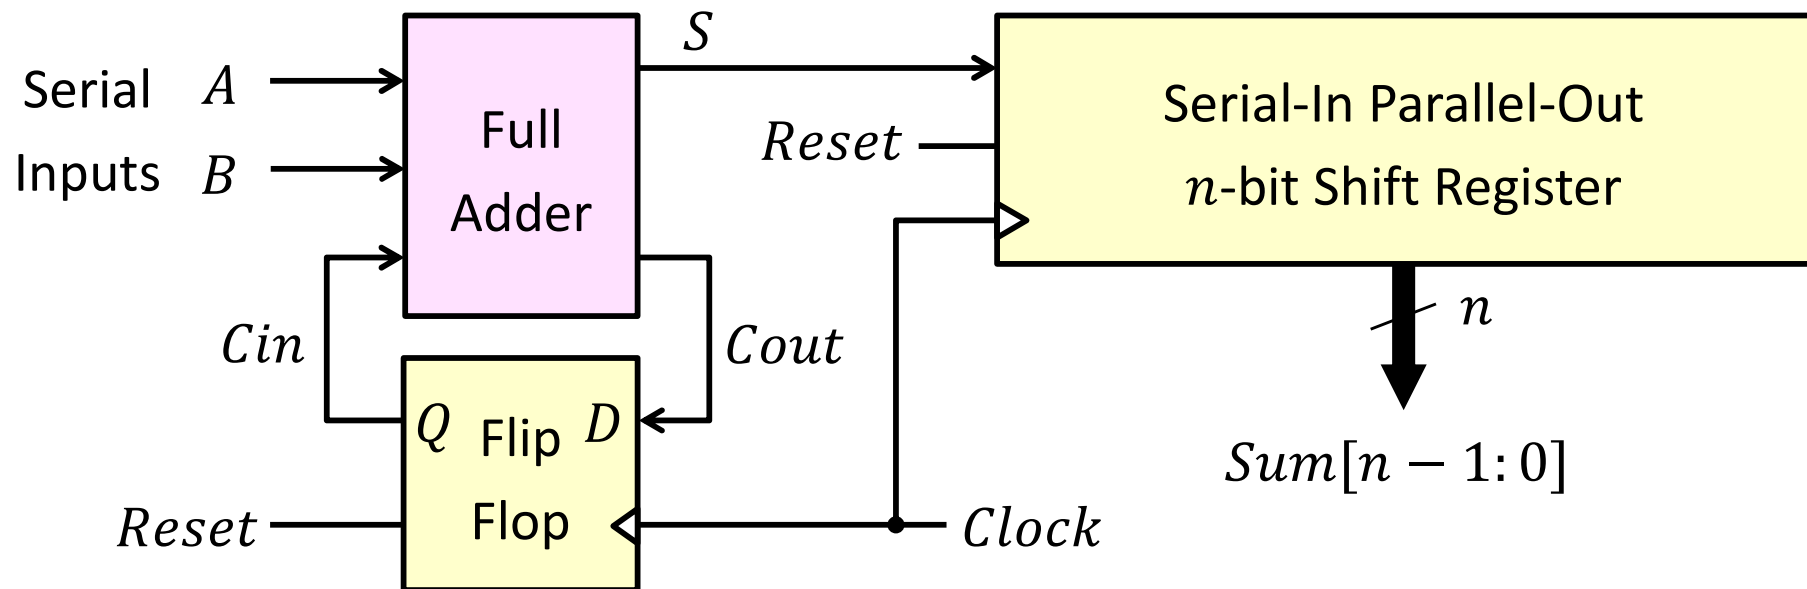 Serial A
Inputs B
Full
Adder
S
Reset
Serial-In Parallel-Out
n-bit Shift Register
n
Sum[n − 1: 0]
Cin
Cout
Q Flip D
Flop
Reset
Clock